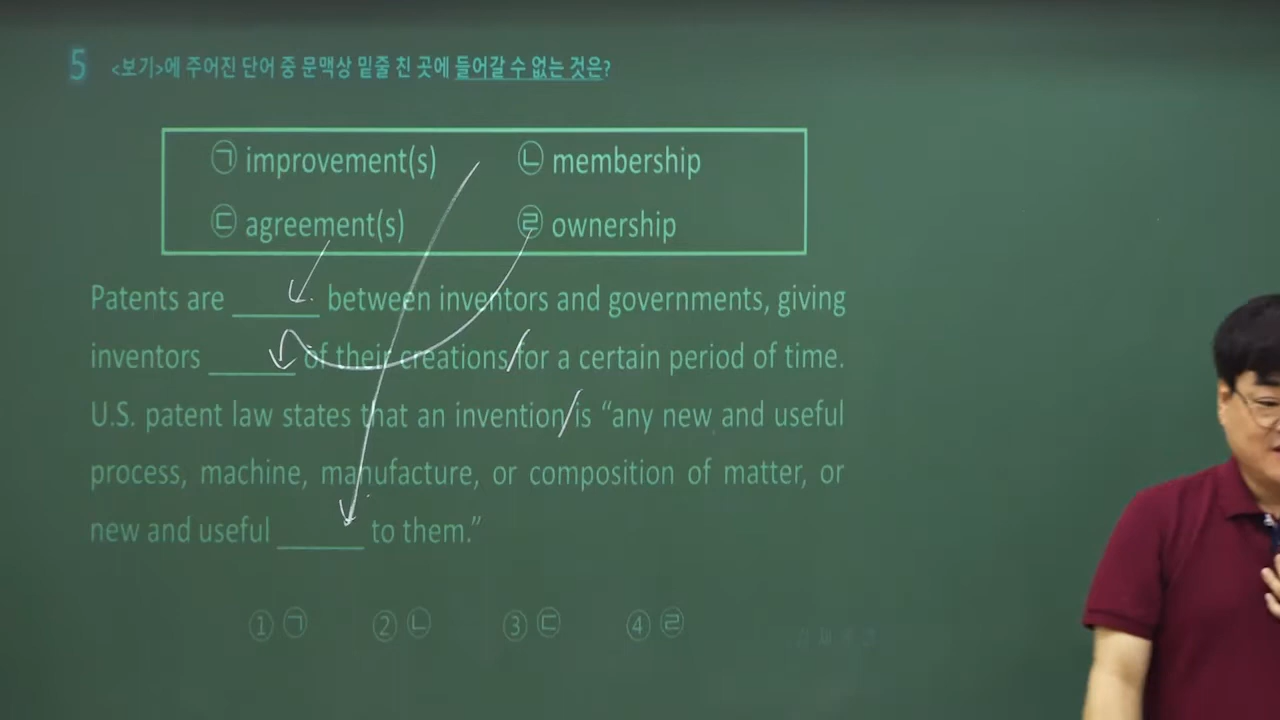 5 <보기>에 주어진 단어 중 문맥상 밑줄 친 곳에 들어갈 수 없는 것은?
㉠ improvement(s) ㉡ membership
㉢ agreement(s) ㉣ ownership
Patents are ______ between inventors and governments, giving
inventors ______ of their creations for a certain period of time.
U.S. patent law states that an invention is “any new and useful
process, machine, manufacture, or composition of matter, or
new and useful ______ to them.”
① ㉠ ② ㉡ ③ ㉢ ④ ㉣